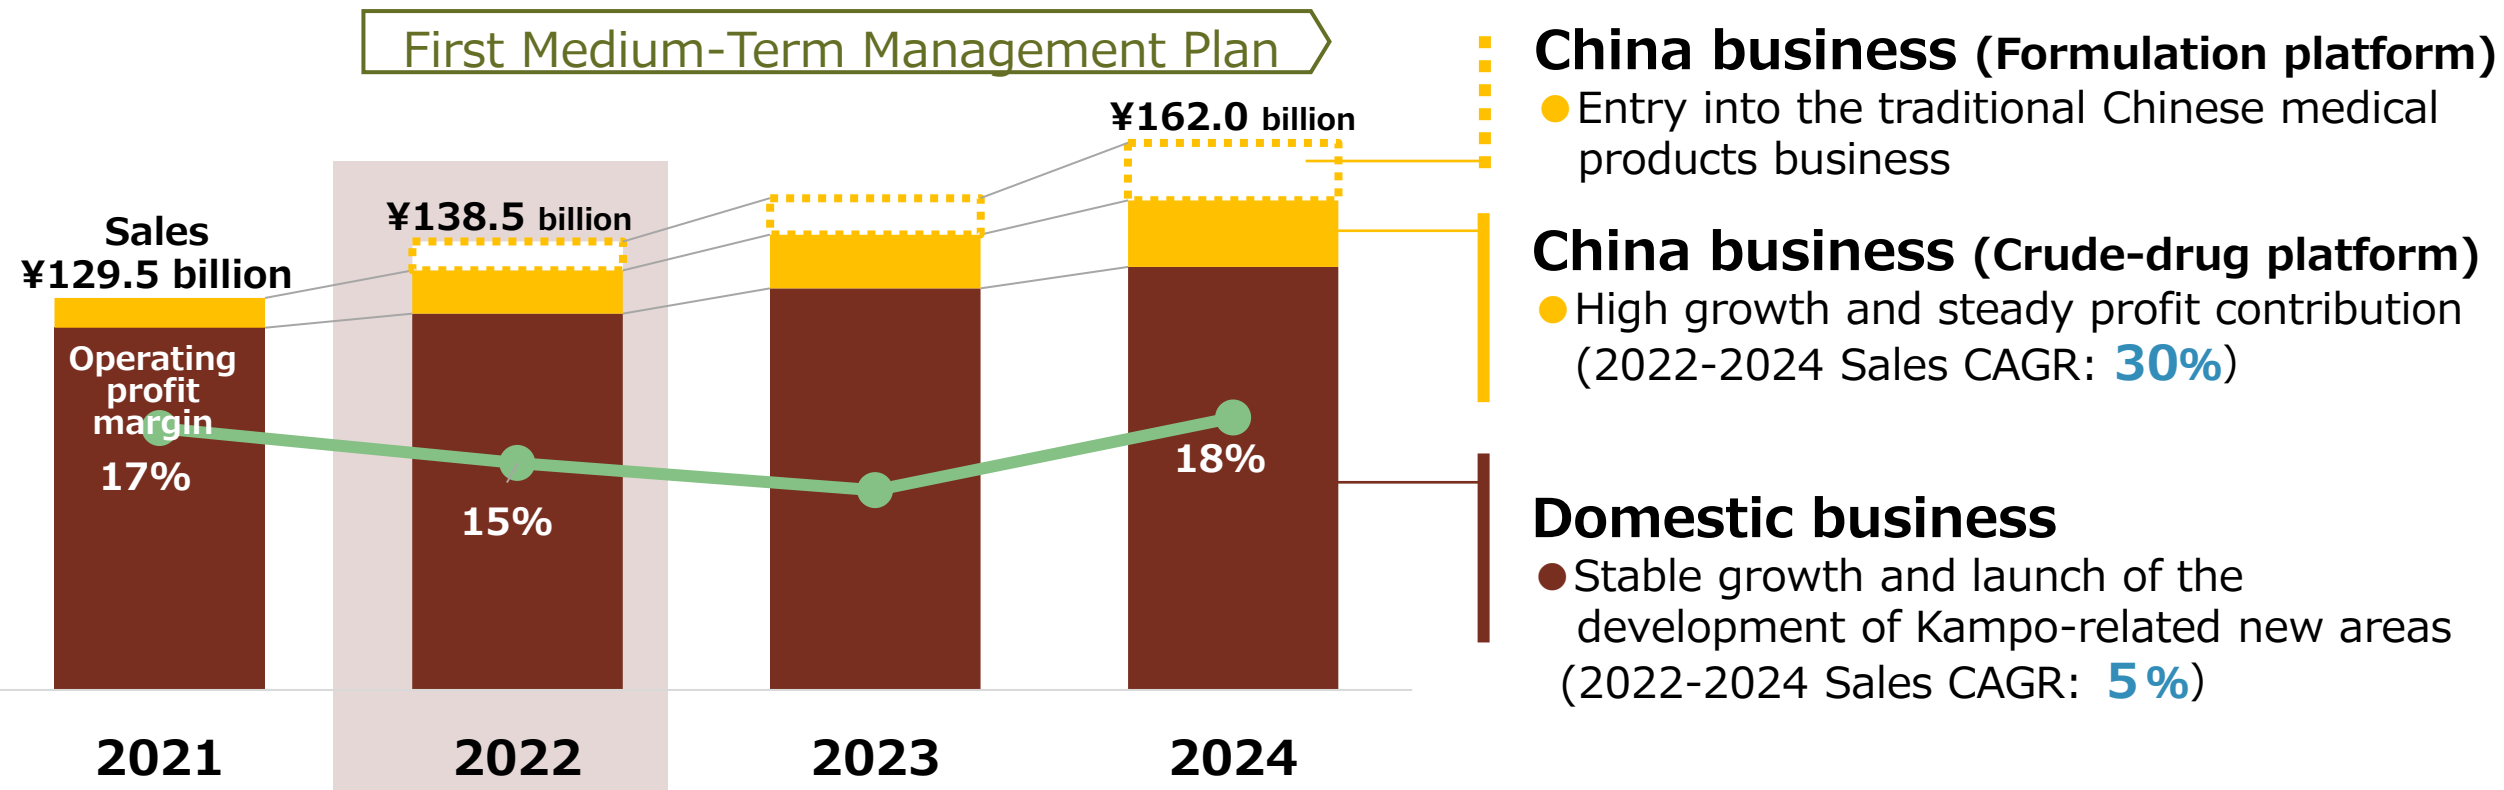 First Medium-Term Management Plan
Sales
¥129.5 billion
¥138.5 billion
¥162.0 billion
Operating
profit
margin
17%
15%
18%
2021
2022
2023
2024
China business (Formulation platform)
●Entry into the traditional Chinese medical
products business
China business (Crude-drug platform)
●High growth and steady profit contribution
(2022-2024 Sales CAGR: 30%)
Domestic business
●Stable growth and launch of the
development of Kampo-related new areas
(2022-2024 Sales CAGR: 5%)